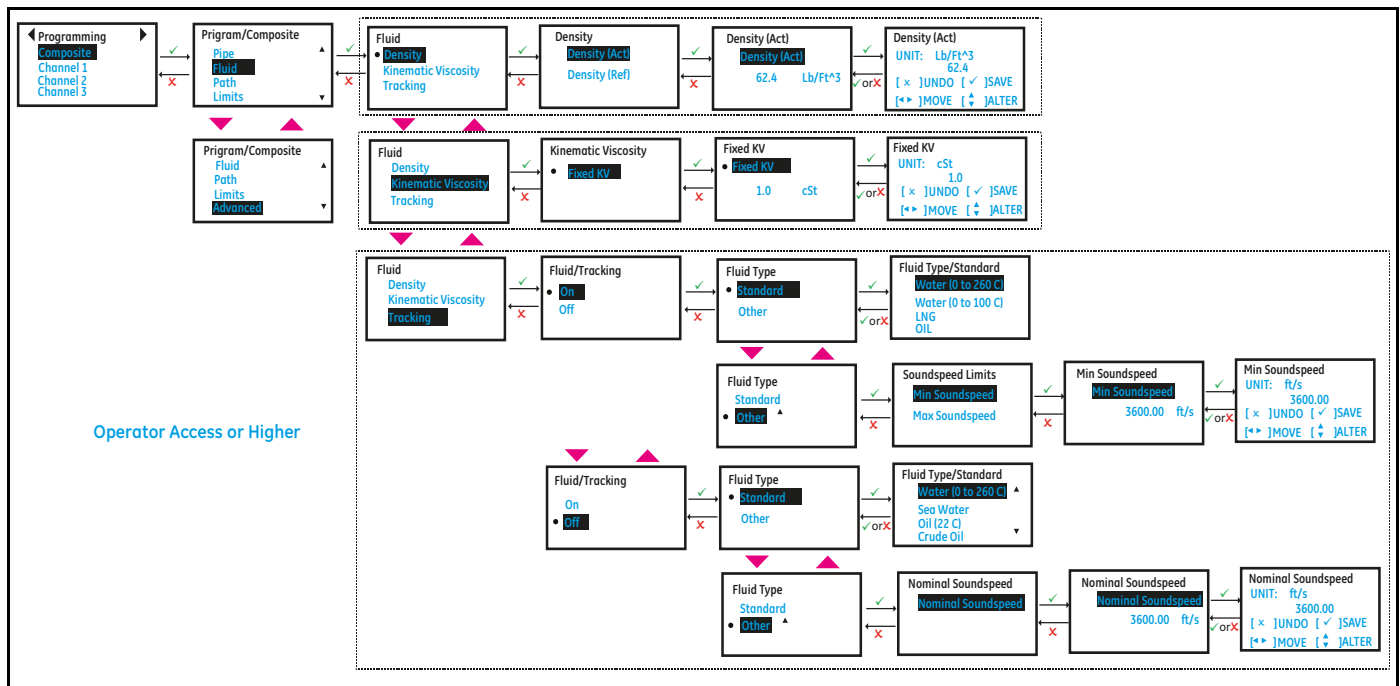 Programming
Composite
Channel 1
Channel 2
Channel 3
Prigram/Composite
Pipe
Fluid
Path
Limits
Fluid
Density
Kinematic Viscosity
Tracking
Density
Density (Act)
Density (Ref)
Density (Act)
Density (Act)
62.4 Lb/Ft^3
✓orX
Density (Act)
UNIT: Lb/Ft^3
62.4
[ x ]UNDO [ ✓ ]SAVE
[◄►]MOVE [▲▼]ALTER
Prigram/Composite
Fluid
Path
Limits
Advanced
Fluid
Density
Kinematic Viscosity
Tracking
Kinematic Viscosity
Fixed KV
Fixed KV
Fixed KV
1.0 cSt
✓orX
Fixed KV
UNIT: cSt
1.0
[ x ]UNDO [ ✓ ]SAVE
[◄►]MOVE [▲▼]ALTER
Fluid
Density
Kinematic Viscosity
Tracking
Fluid/Tracking
On
Off
Fluid Type
Standard
Other
✓orX
Fluid Type/Standard
Water (0 to 260 C)
Water (0 to 100 C)
LNG
OIL
Fluid Type
Standard
Other
Soundspeed Limits
Min Soundspeed
Max Soundspeed
Min Soundspeed
Min Soundspeed
3600.00 ft/s
✓orX
Min Soundspeed
UNIT: ft/s
3600.00
[ x ]UNDO [ ✓ ]SAVE
[◄►]MOVE [▲▼]ALTER
Operator Access or Higher
Fluid/Tracking
On
Off
Fluid Type
Standard
Other
✓orX
Fluid Type/Standard
Water (0 to 260 C)
Sea Water
Oil (22 C)
Crude Oil
Fluid Type
Standard
Other
Nominal Soundspeed
Nominal Soundspeed
Nominal Soundspeed
Nominal Soundspeed
3600.00 ft/s
✓orX
Nominal Soundspeed
UNIT: ft/s
3600.00
[ x ]UNDO [ ✓ ]SAVE
[◄►]MOVE [▲▼]ALTER